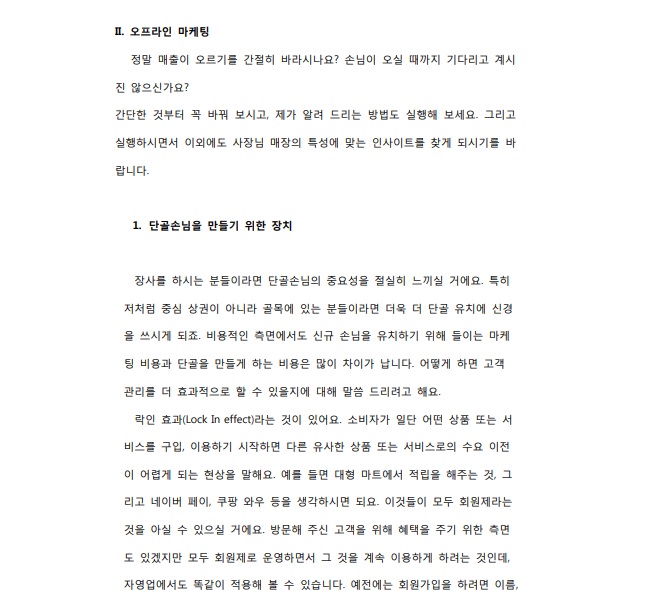 Ⅱ. 오프라인 마케팅
정말 매출이 오르기를 간절히 바라시나요? 손님이 오실 때까지 기다리고 계시
진 않으신가요?
간단한 것부터 꼭 바꿔 보시고, 제가 알려 드리는 방법도 실행해 보세요. 그리고
실행하시면서 이외에도 사장님 매장의 특성에 맞는 인사이트를 찾게 되시기를 바
랍니다.
1. 단골손님을 만들기 위한 장치
장사를 하시는 분들이라면 단골손님의 중요성을 절실히 느끼실 거에요. 특히
저처럼 중심 상권이 아니라 골목에 있는 분들이라면 더욱 더 단골 유치에 신경
을 쓰시게 되죠. 비용적인 측면에서도 신규 손님을 유치하기 위해 들이는 마케
팅 비용과 단골을 만들게 하는 비용은 많이 차이가 납니다. 어떻게 하면 고객
관리를 더 효과적으로 할 수 있을지에 대해 말씀 드리려고 해요.
락인 효과(Lock In effect)라는 것이 있어요. 소비자가 일단 어떤 상품 또는 서
비스를 구입, 이용하기 시작하면 다른 유사한 상품 또는 서비스로의 수요 이전
이 어렵게 되는 현상을 말해요. 예를 들면 대형 마트에서 적립을 해주는 것, 그
리고 네이버 페이, 쿠팡 와우 등을 생각하시면 되요. 이것들이 모두 회원제라는
것을 아실 수 있으실 거에요. 방문해 주신 고객을 위해 혜택을 주기 위한 측면
도 있겠지만 모두 회원제로 운영하면서 그 것을 계속 이용하게 하려는 것인데,
자영업에서도 똑같이 적용해 볼 수 있습니다. 예전에는 회원가입을 하려면 이름,